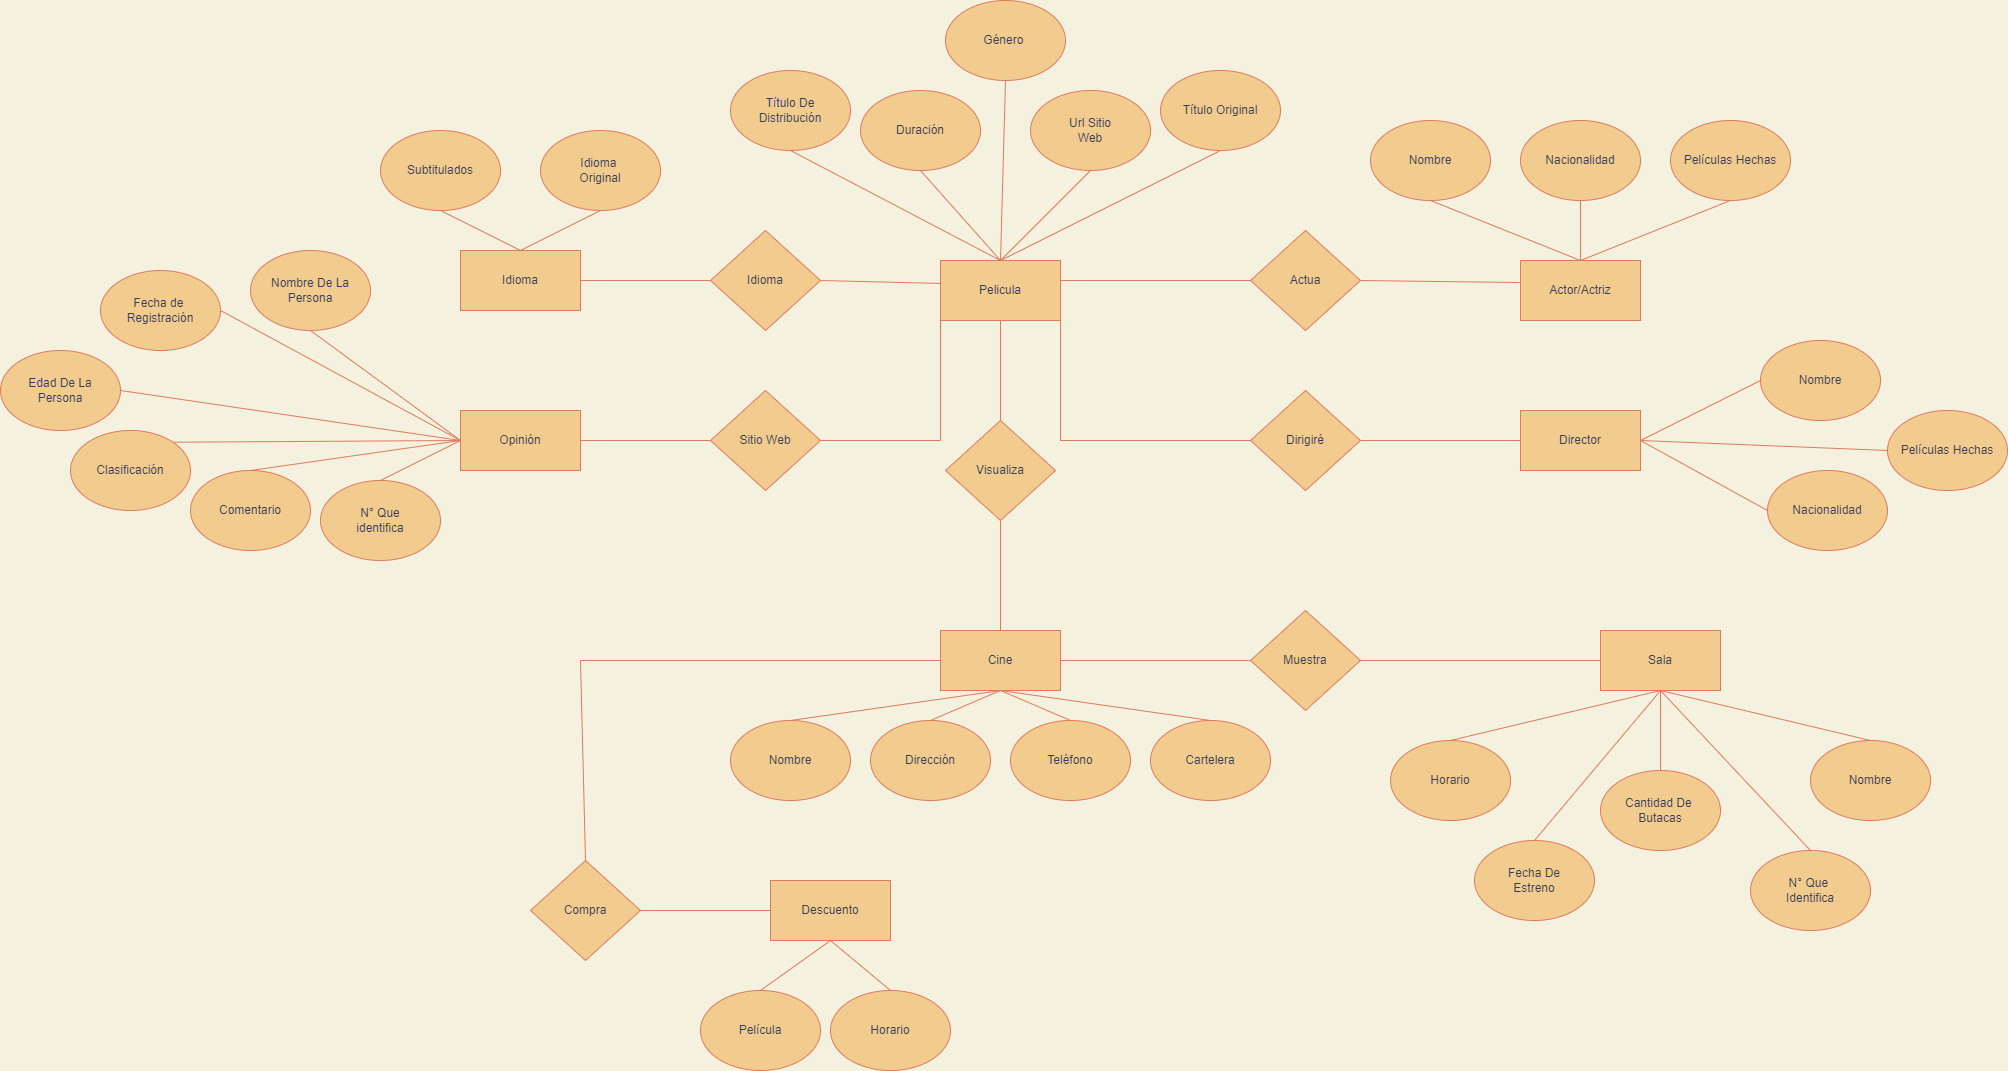 Género
Título De
Distribución
Duración
Url Sitio
Web
Título Original
Subtitulados
Idioma
Original
Nombre
Nacionalidad
Películas Hechas
Idioma
Idioma
Pelicula
Actua
Actor/Actriz
Nombre De La
Persona
Fecha de
Registración
Edad De La
Persona
Clasificación
Comentario
N° Que
identifica
Opinión
Sitio Web
Visualiza
Dirigiré
Director
Nombre
Películas Hechas
Nacionalidad
Cine
Muestra
Sala
Nombre
Dirección
Teléfono
Cartelera
Horario
Fecha De
Estreno
Cantidad De
Butacas
N° Que
Identifica
Nombre
Compra
Descuento
Película
Horario